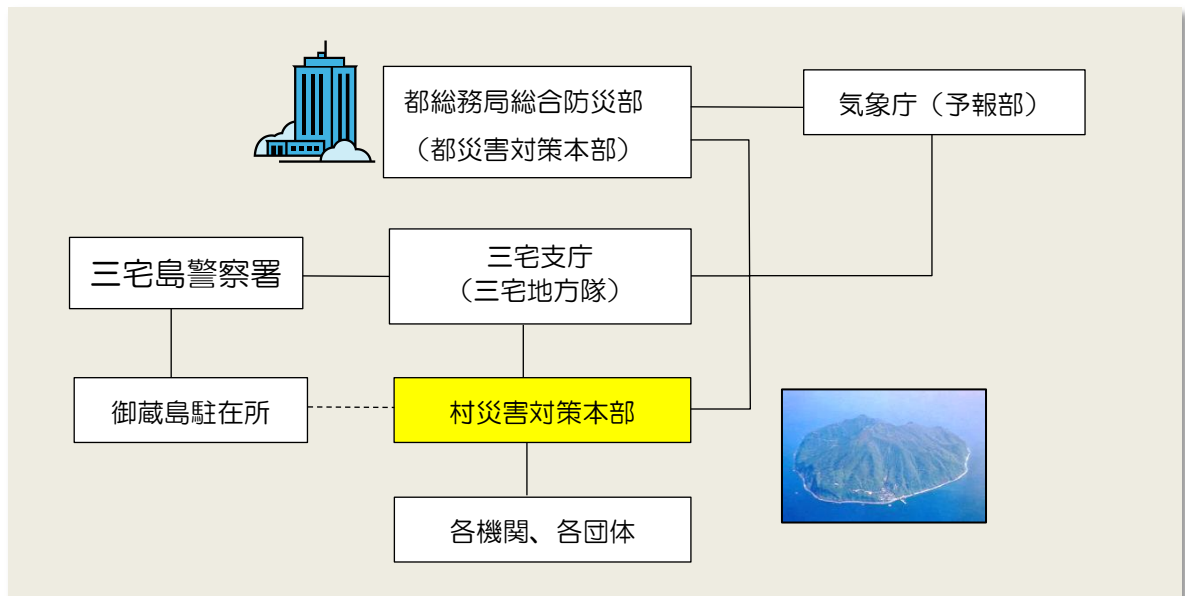 都総務局総合防災部
（都災害対策本部）
気象庁（予報部）
三宅島警察署
三宅支庁
（三宅地方隊）
御蔵島駐在所
村災害対策本部
各機関、各団体